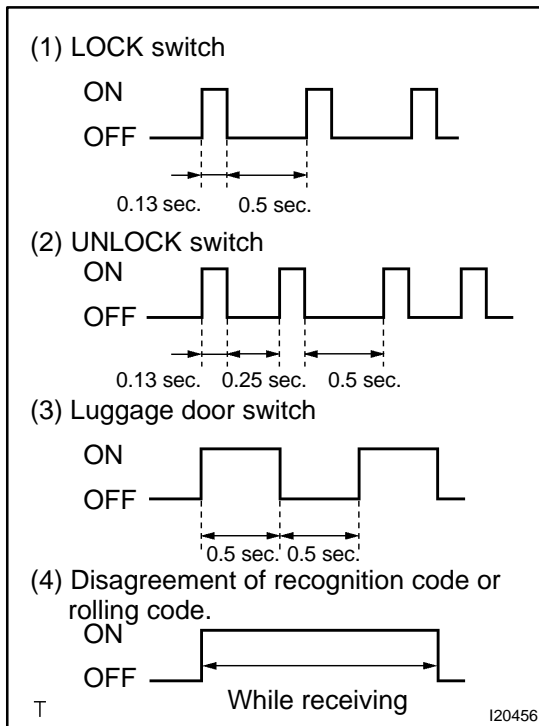 (1) LOCK switch
ON
OFF
0.13 sec. 0.5 sec.
(2) UNLOCK switch
ON
OFF
0.13 sec. 0.25 sec. 0.5 sec.
(3) Luggage door switch
ON
OFF
0.5 sec. 0.5 sec.
(4) Disagreement of recognition code or
rolling code.
ON
OFF
While receiving
T I20456